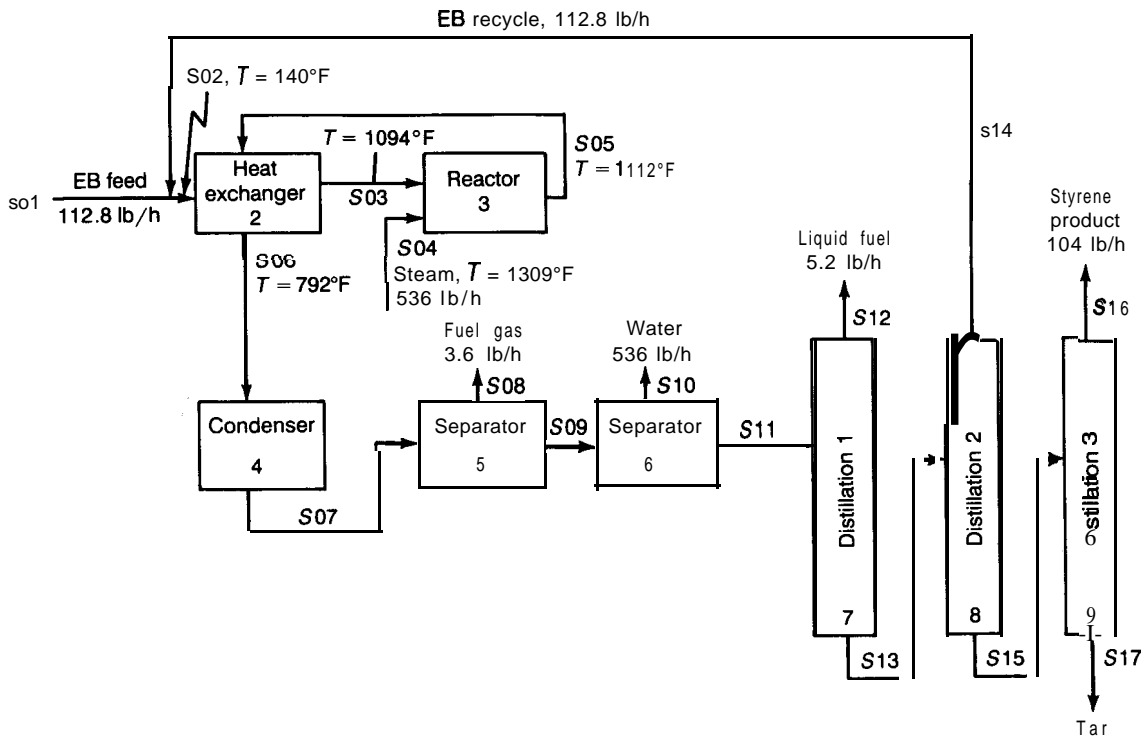 EB recycle, 112.8 lb/h
S02, T = 140°F
s14
T = 1094°F
S05
T = 1112°F
EB feed
so1
112.8 lb/h
Heat
exchanger
2
S03
Reactor
3
S04
Steam, T = 1309°F
536 lb/h
S06
T = 792°F
Liquid fuel
5.2 lb/h
Styrene
product
104 lb/h
Fuel gas
3.6 lb/h
Water
536 lb/h
S12
S16
S08
S10
Condenser
4
Separator
5
S09
Separator
6
S11
S07
Distillation 1
7
Distillation 2
8
stillation 3
6
9
S13
S15
S17
Tar